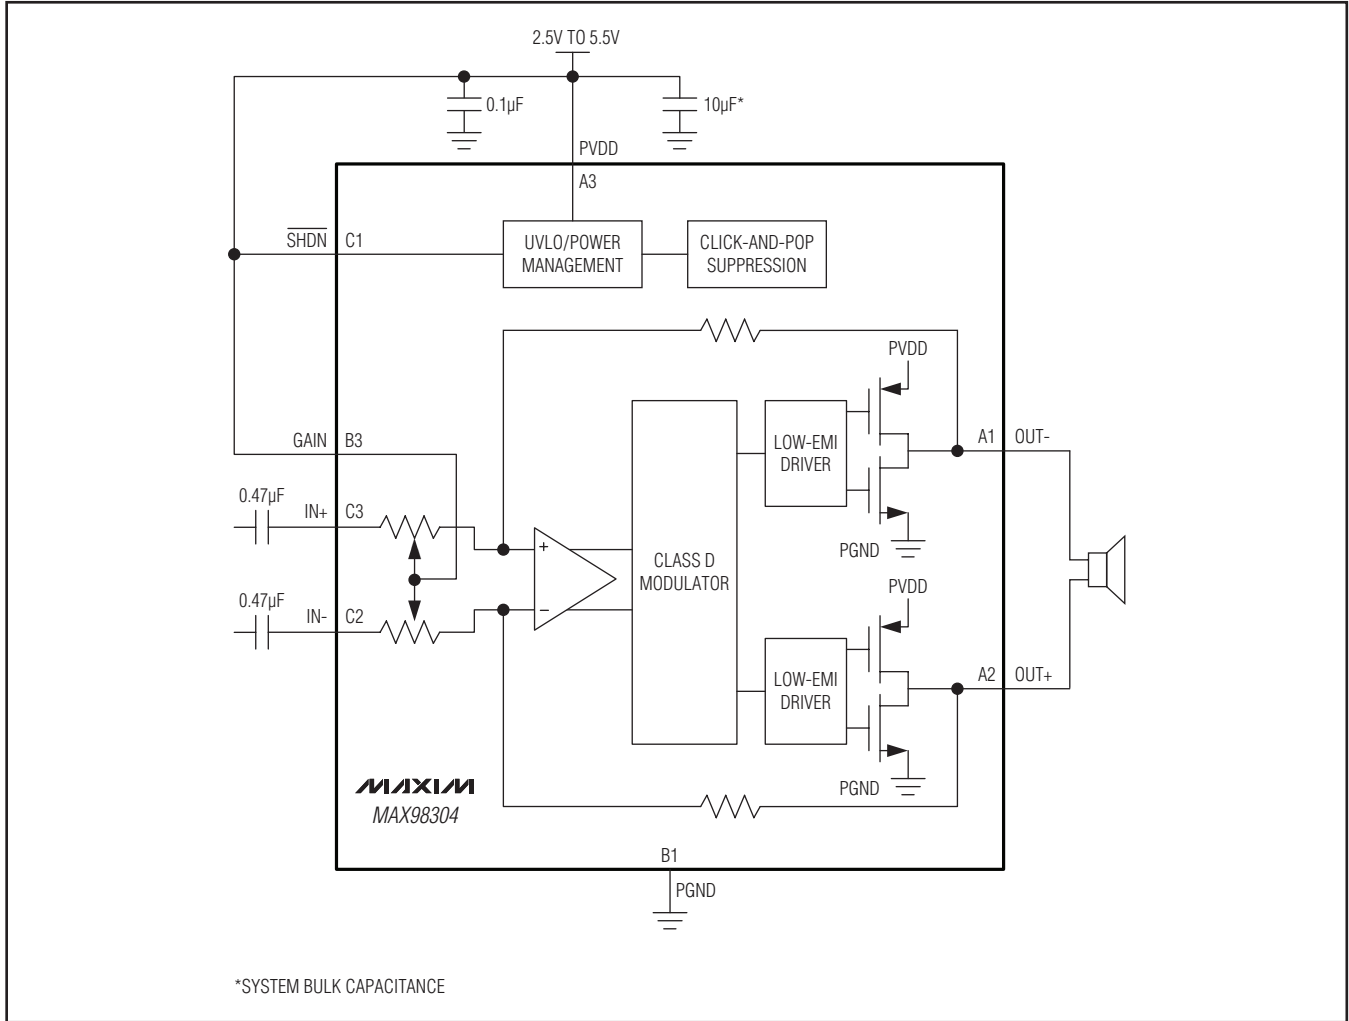 2.5V TO 5.5V
0.1µF
10µF*
PVDD
A3
SHDN
C1
UVLO/POWER
MANAGEMENT
CLICK-AND-POP
SUPPRESSION
PVDD
GAIN
B3
LOW-EMI
DRIVER
A1
OUT-
0.47µF
IN+
C3
PGND
+
CLASS D
MODULATOR
PVDD
0.47µF
IN-
C2
−
LOW-EMI
DRIVER
A2
OUT+
MAXIM
MAX98304
PGND
B1
PGND
*SYSTEM BULK CAPACITANCE